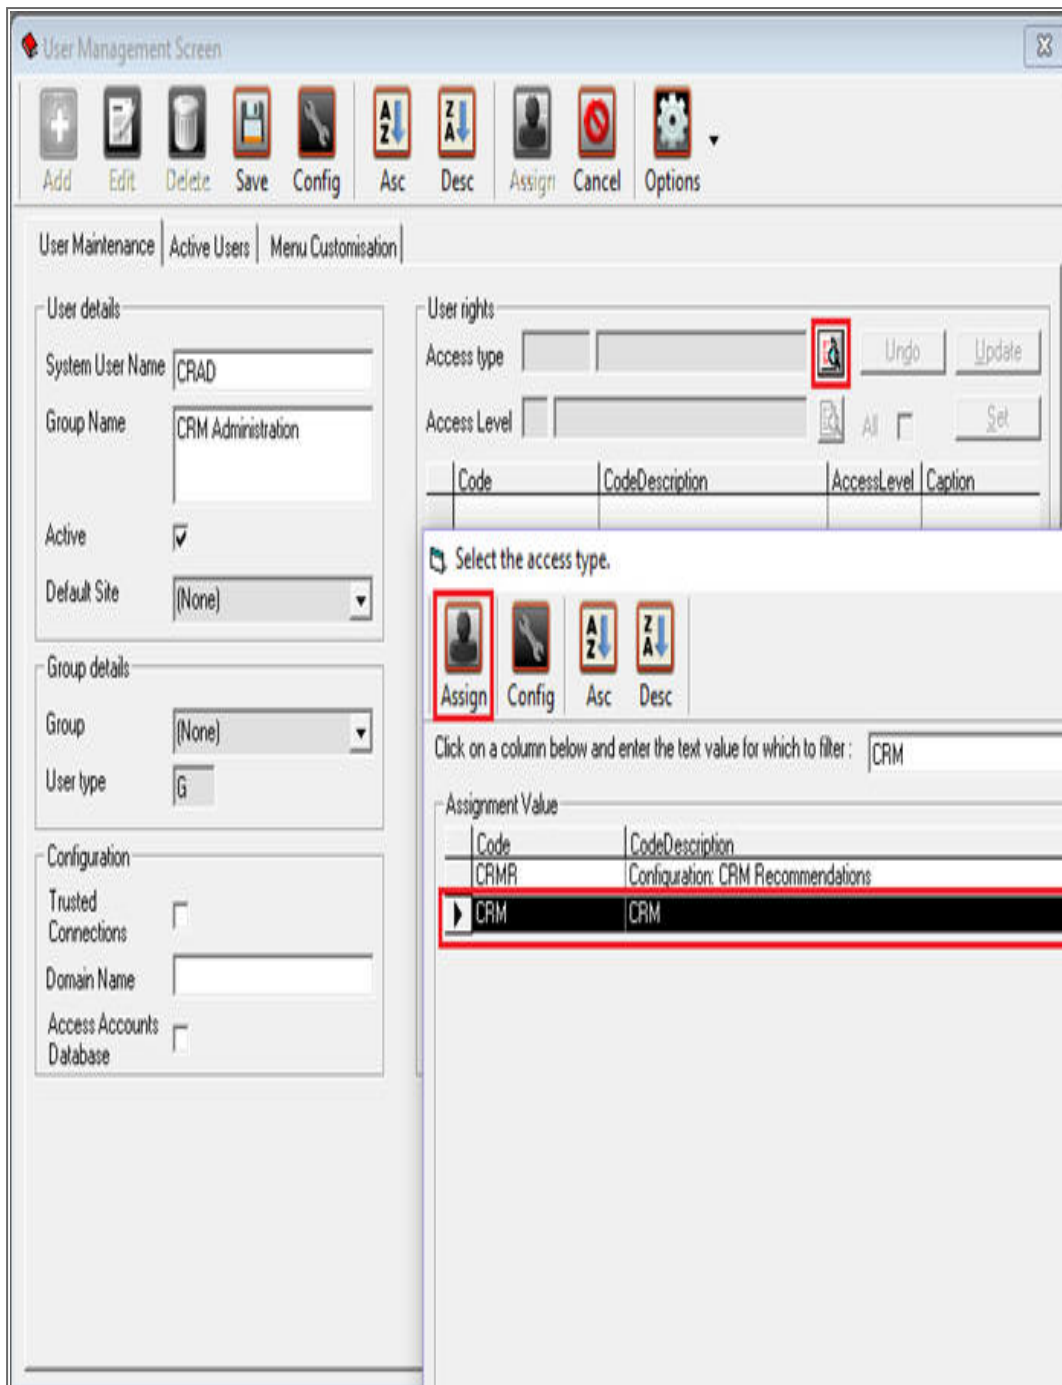 User Management Screen
Add Edit Delete Save Config Asc Desc Assign Cancel Options
User Maintenance Active Users Menu Customisation
User details
System User Name CRAD
Group Name CRM Administration
Active
Default Site (None)
Group details
Group (None)
User type G
Configuration
Trusted
Connections
Domain Name
Access Accounts
Database
User rights
Access type Undo Update
Access Level All Set
Code CodeDescription AccessLevel Caption
Select the access type.
Assign Config Asc Desc
Click on a column below and enter the text value for which to filter : CRM
Assignment Value
Code CodeDescription
CRMR Configuration: CRM Recommendations
CRM CRM